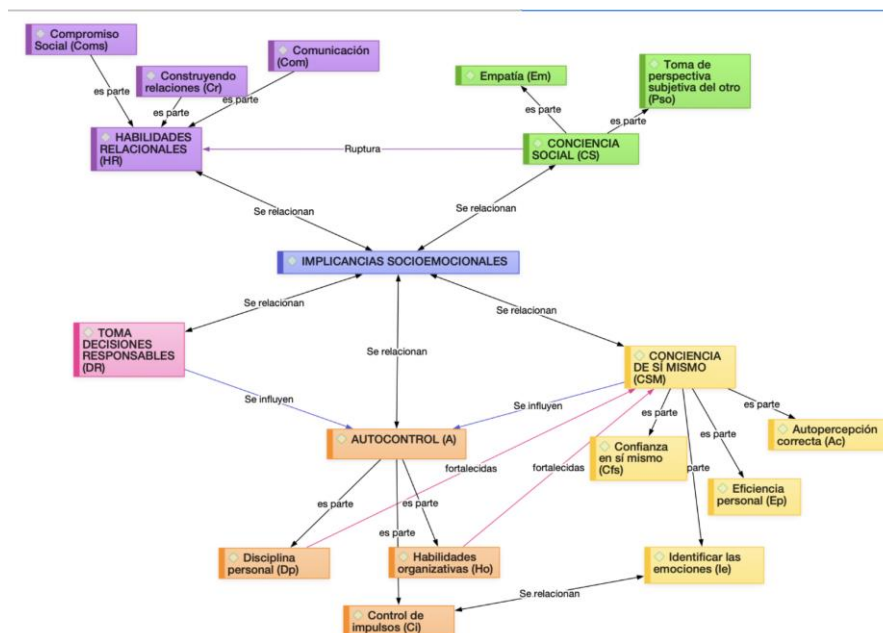 Compromiso
Social (Coms)
Comunicación
(Com)
Construyendo
relaciones (Cr)
Empatía (Em)
Toma de
perspectiva
subjetiva del otro
(Pso)
es parte
es parte
es parte
es parte
es parte
HABILIDADES
RELACIONALES
(HR)
Ruptura
CONCIENCIA
SOCIAL (CS)
Se relacionan
Se relacionan
IMPLICANCIAS SOCIOEMOCIONALES
Se relacionan
Se relacionan
Se relacionan
TOMA
DECISIONES
RESPONSABLES
(DR)
CONCIENCIA
DE SÍ MISMO
(CSM)
Se influyen
Se influyen
AUTOCONTROL (A)
es parte
es parte
es parte
parte
Autopercepción
correcta (Ac)
Confianza
en sí mismo
(Cfs)
fortalecidas
fortalecidas
Eficiencia
personal (Ep)
es parte
es parte
es parte
Disciplina
personal (Dp)
Habilidades
organizativas (Ho)
Identificar las
emociones (Ie)
Se relacionan
Control de
impulsos (Ci)